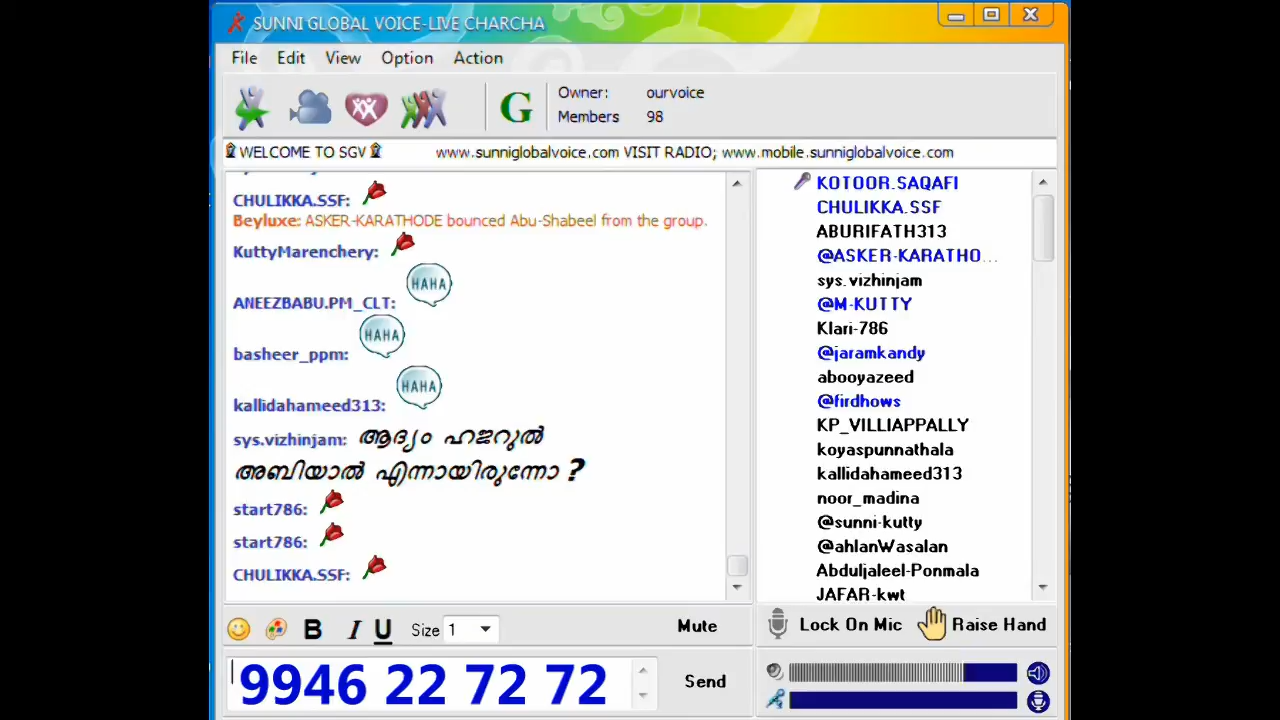 SUNNI GLOBAL VOICE-LIVE CHARCHA
File Edit View Option Action
G
Owner: ourvoice
Members 98
WELCOME TO SGV www.sunniglobalvoice.com VISIT RADIO; www.mobile.sunniglobalvoice.com
CHULIKKA.SSF:
Beyluxe: ASKER-KARATHODE bounced Abu-Shabeel from the group.
KuttyMarenchery:
HAHA
ANEEZBABU.PM_CLT:
HAHA
basheer_ppm:
HAHA
kallidahameed313:
sys.vizhinjam: ആദ്യം ഹജറുൽ
അബിയാൽ എന്നായിരുന്നോ ?
start786:
start786:
CHULIKKA.SSF:
KOTOOR.SAQAFI
CHULIKKA.SSF
ABURIFATH313
@ASKER-KARATHO...
sys.vizhinjam
@M-KUTTY
Klari-786
@jaramkandy
abooyazeed
@firdhows
KP_VILLIAPPALLY
koyaspunnathala
kallidahameed313
noor_madina
@sunni-kutty
@ahlanWasalan
Abduljaleel-Ponmala
JAFAR-kwt
B I U Size 1 Mute
Lock On Mic Raise Hand
9946 22 72 72
Send